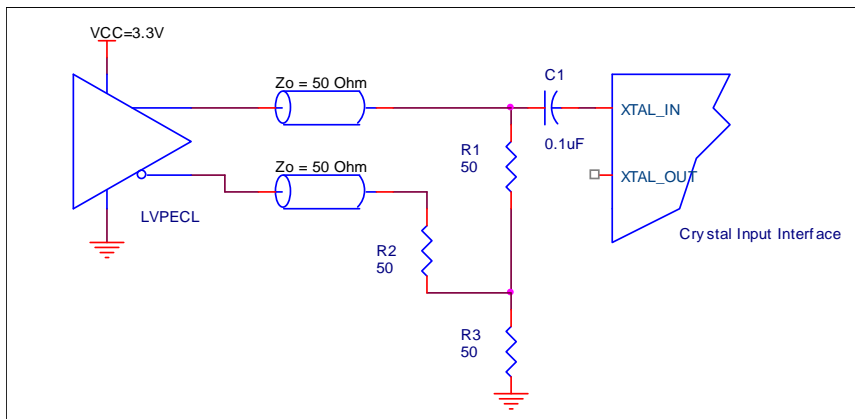 VCC=3.3V
Zo = 50 Ohm
C1
XTAL_IN
R1
50
0.1uF
Zo = 50 Ohm
XTAL_OUT
LVPECL
Crystal Input Interface
R2
50
R3
50